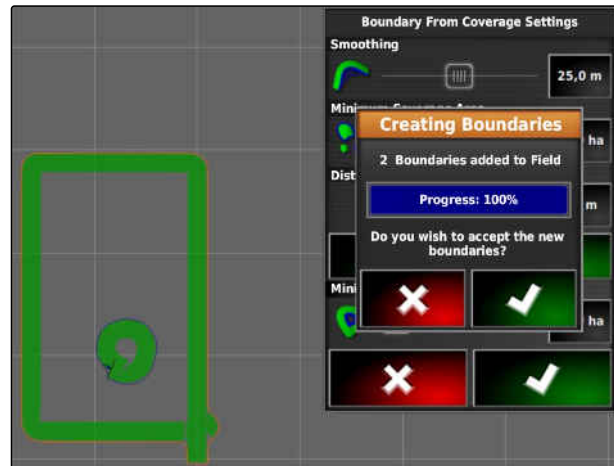 Boundary From Coverage Settings
Smoothing
25,0 m
Creating Boundaries
ha
2 Boundaries added to Field
Dist
Progress: 100%
m
Do you wish to accept the new
boundaries?
Mini
ha